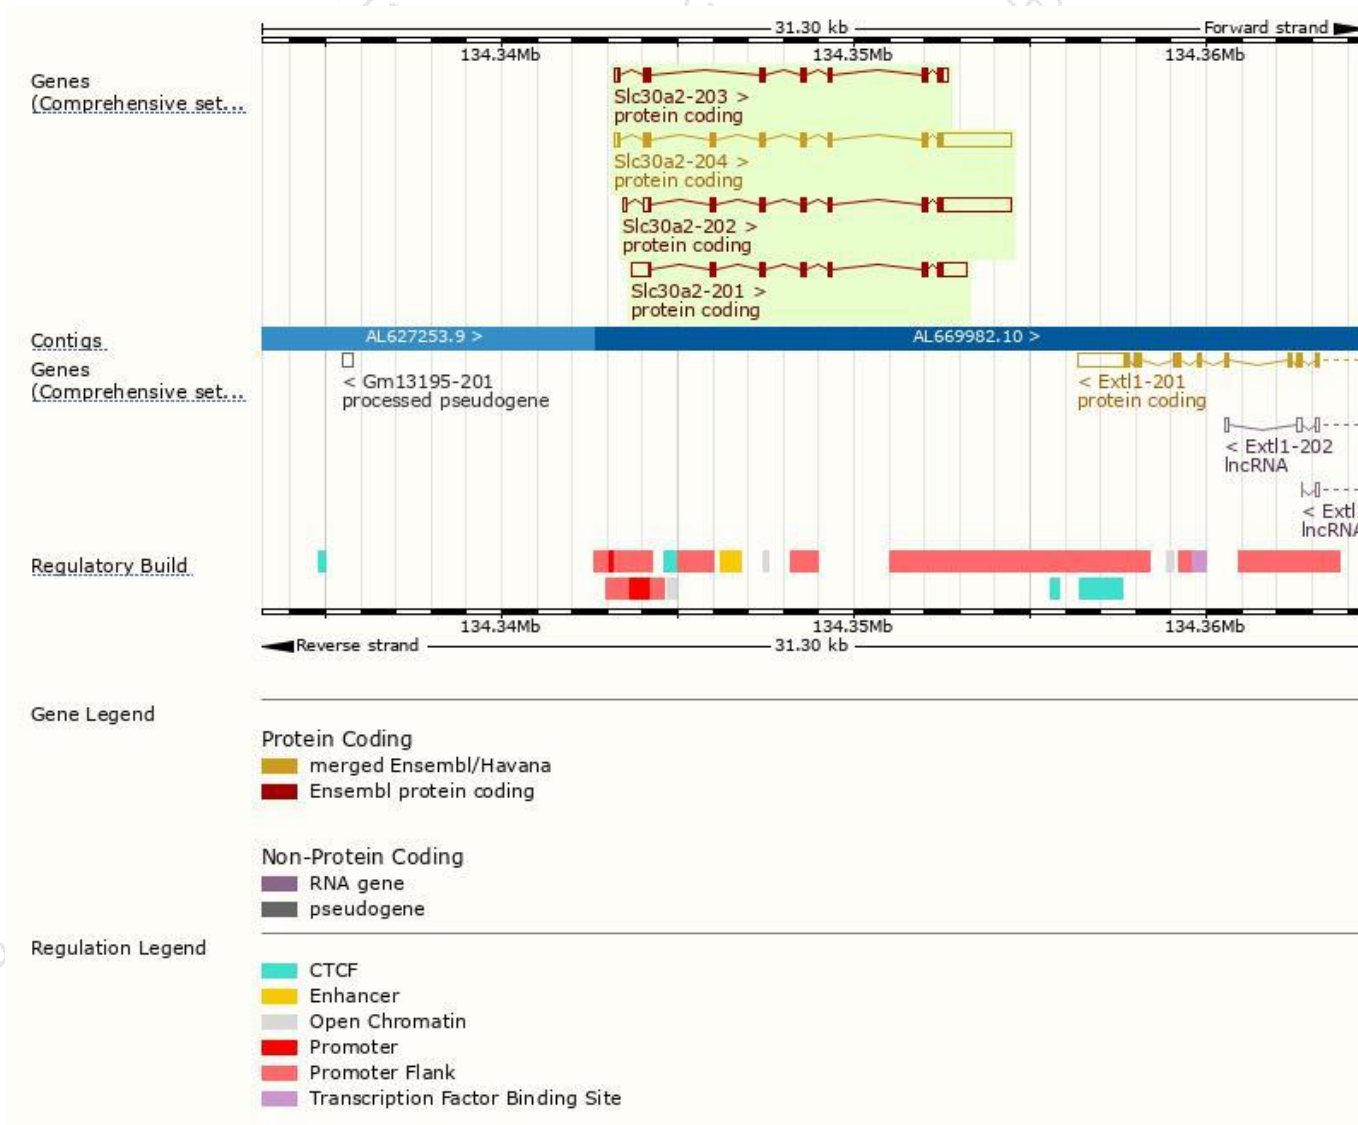 31.30 kb
Forward strand
134.34Mb 134.35Mb 134.36Mb
Genes
(Comprehensive set...
Slc30a2-203 >
protein coding
Slc30a2-204 >
protein coding
Slc30a2-202 >
protein coding
Slc30a2-201 >
protein coding
Contigs
AL627253.9 >
AL669982.10 >
Genes
(Comprehensive set...
< Gm13195-201
processed pseudogene
< Extl1-201
protein coding
< Extl1-202
lncRNA
< Extl
lncRNA
Regulatory Build
134.34Mb 134.35Mb 134.36Mb
Reverse strand
31.30 kb
Gene Legend
Protein Coding
merged Ensembl/Havana
Ensembl protein coding
Non-Protein Coding
RNA gene
pseudogene
Regulation Legend
CTCF
Enhancer
Open Chromatin
Promoter
Promoter Flank
Transcription Factor Binding Site